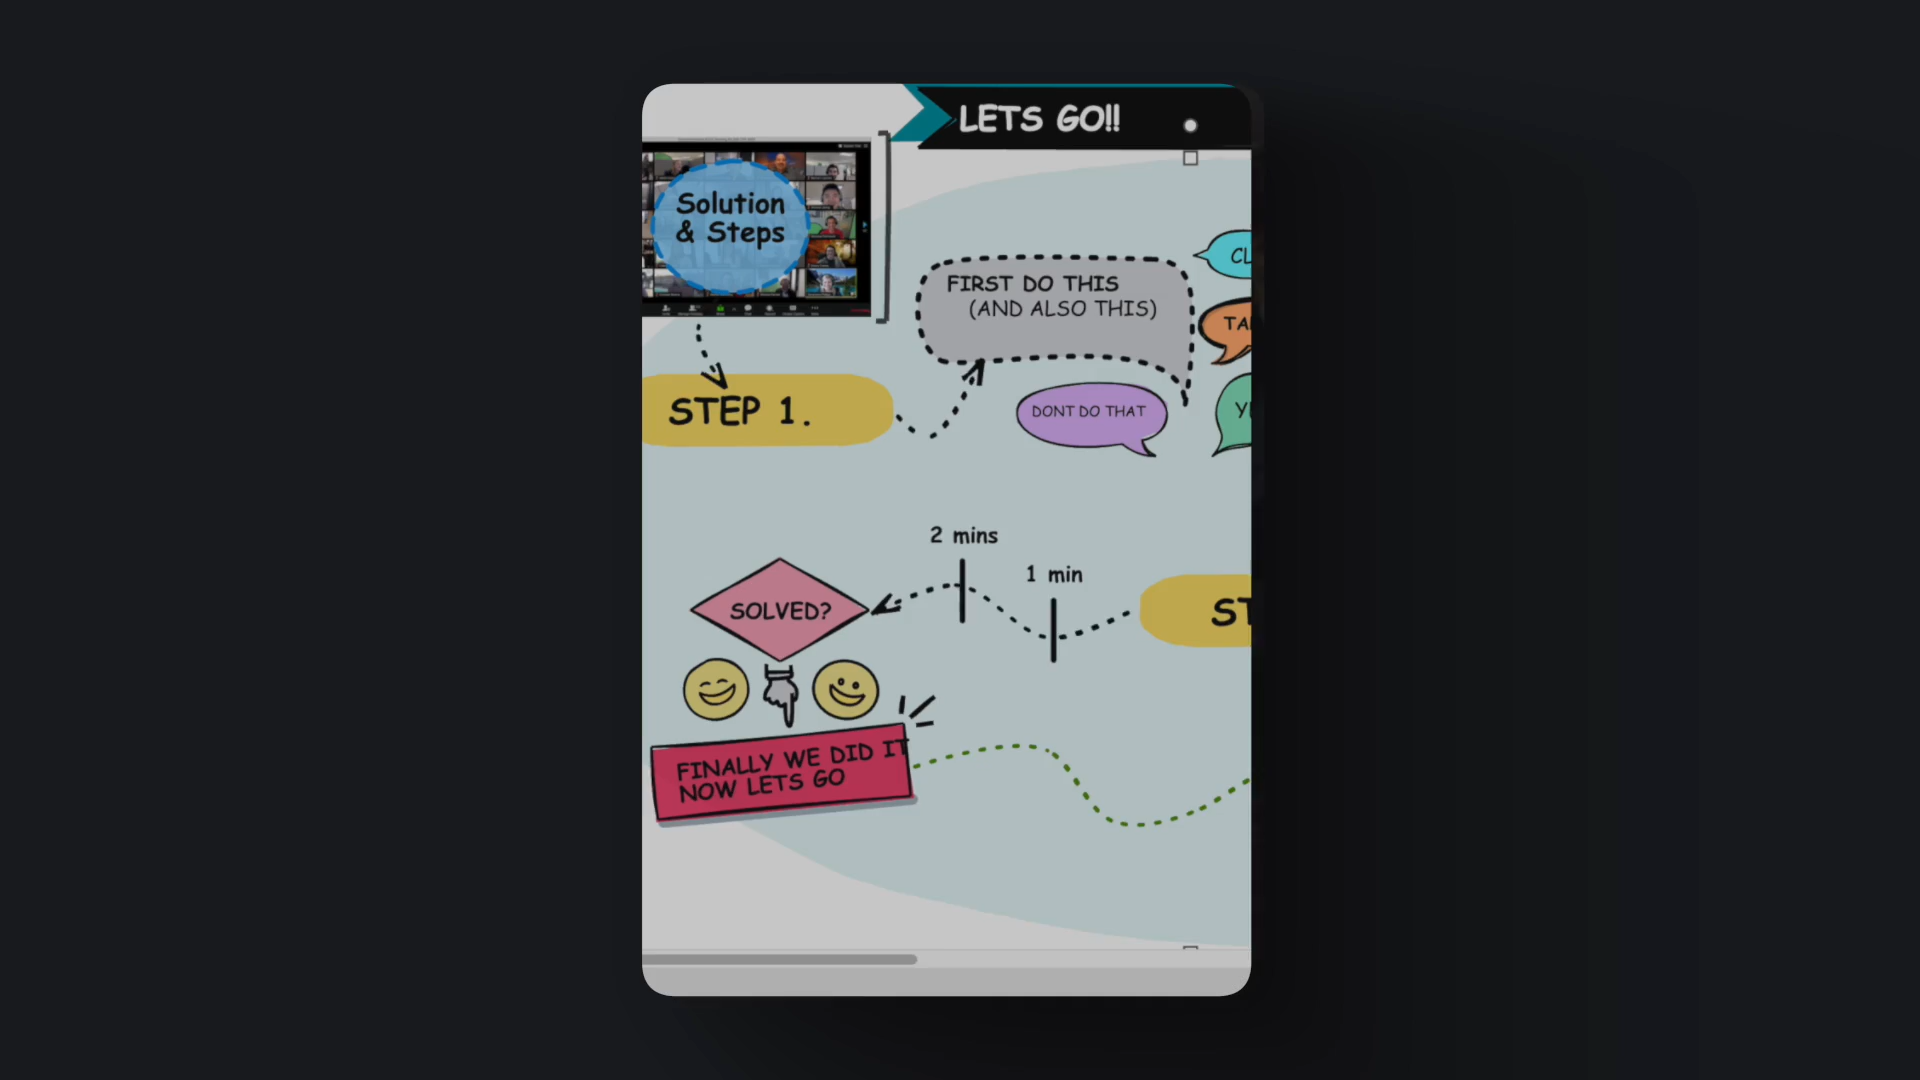 LETS GO!!
Solution
& Steps
FIRST DO THIS
(AND ALSO THIS)
STEP 1.
DONT DO THAT
2 mins
1 min
SOLVED?
FINALLY WE DID IT
NOW LETS GO